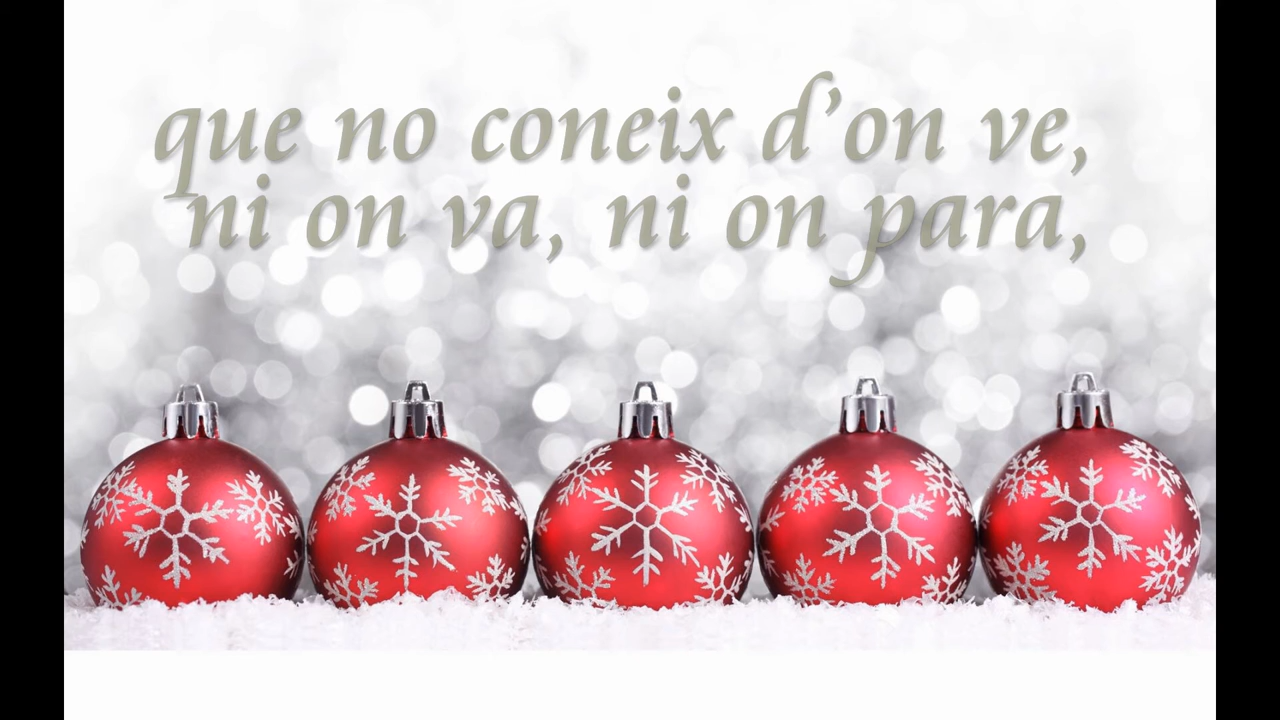 que no coneix d’on ve,
ni on va, ni on para,